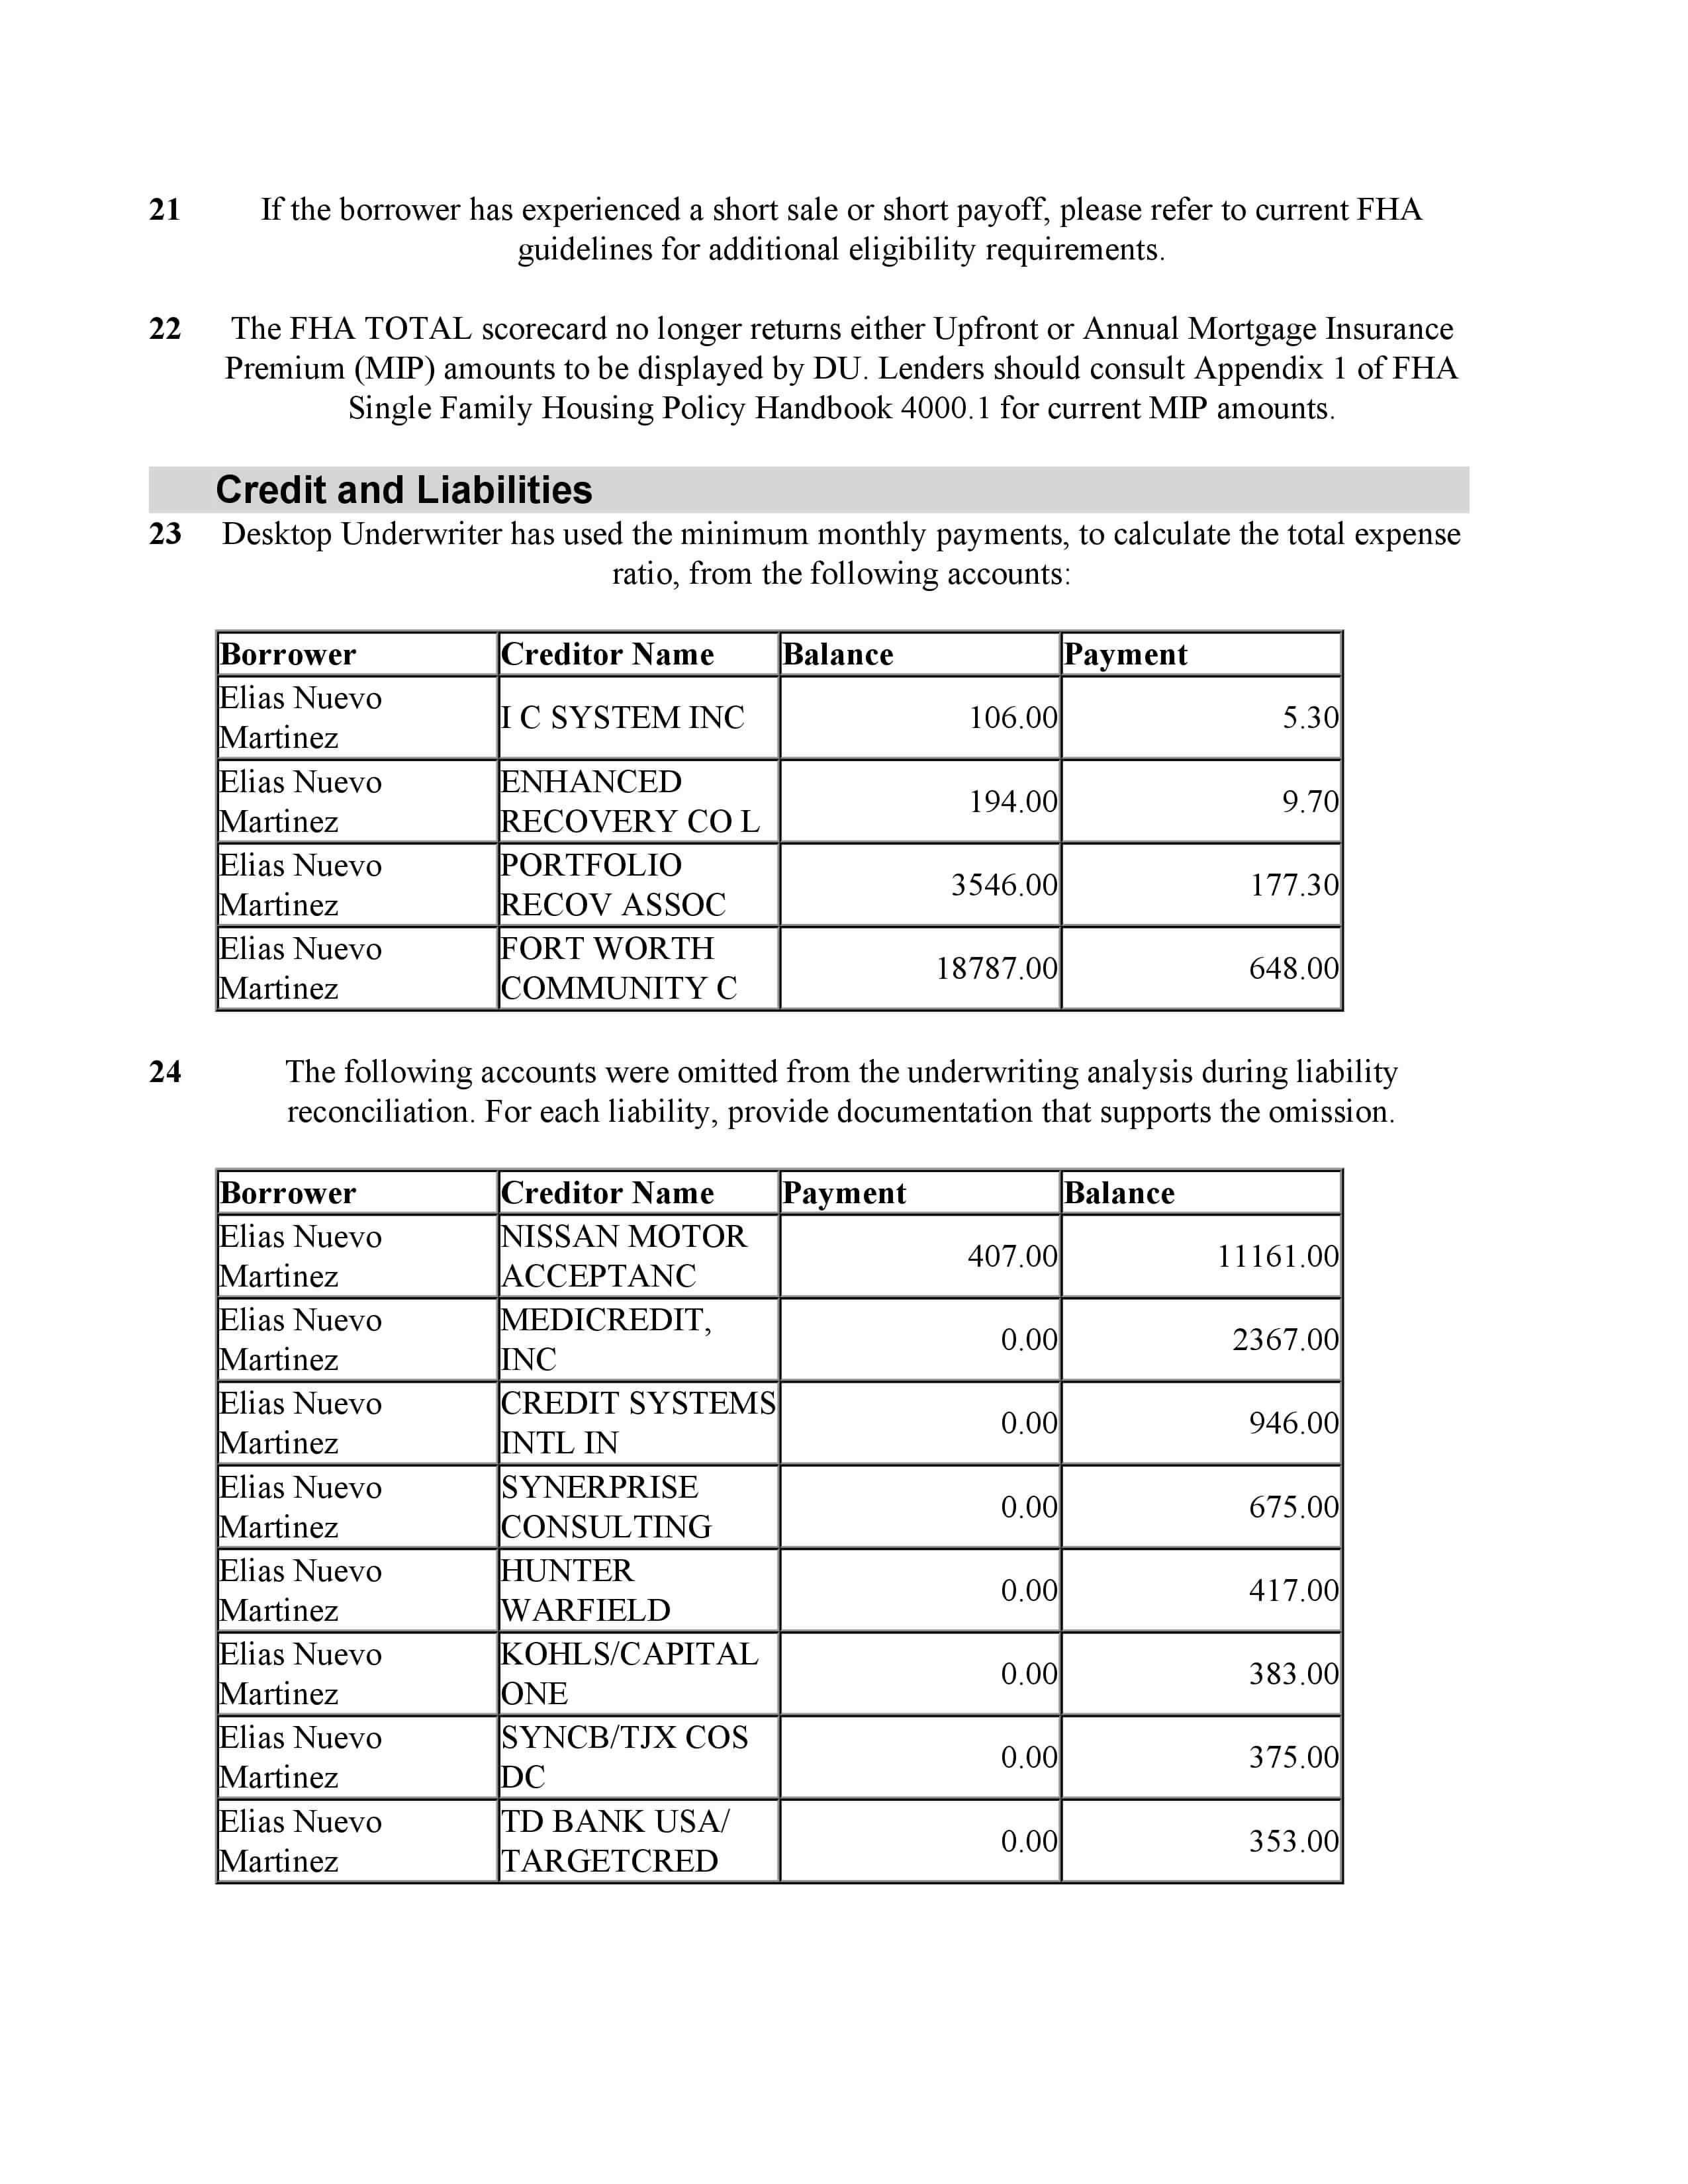 21 If the borrower has experienced a short sale or short payoff, please refer to current FHA
guidelines for additional eligibility requirements.
22 The FHA TOTAL scorecard no longer returns either Upfront or Annual Mortgage Insurance
Premium (MIP) amounts to be displayed by DU. Lenders should consult Appendix 1 of FHA
Single Family Housing Policy Handbook 4000.1 for current MIP amounts.
Credit and Liabilities
23 Desktop Underwriter has used the minimum monthly payments, to calculate the total expense
ratio, from the following accounts:
Borrower Creditor Name Balance Payment
Elias Nuevo
Martinez I C SYSTEM INC 106.00 5.30
Elias Nuevo ENHANCED
Martinez RECOVERY CO L 194.00 9.70
Elias Nuevo PORTFOLIO
Martinez RECOV ASSOC 3546.00 177.30
Elias Nuevo FORT WORTH
Martinez COMMUNITY C 18787.00 648.00
24 The following accounts were omitted from the underwriting analysis during liability
reconciliation. For each liability, provide documentation that supports the omission.
Borrower Creditor Name Payment Balance
Elias Nuevo NISSAN MOTOR
Martinez ACCEPTANC 407.00 11161.00
Elias Nuevo MEDICREDIT,
Martinez INC 0.00 2367.00
Elias Nuevo CREDIT SYSTEMS
Martinez INTL IN 0.00 946.00
Elias Nuevo SYNERPRISE
Martinez CONSULTING 0.00 675.00
Elias Nuevo HUNTER
Martinez WARFIELD 0.00 417.00
Elias Nuevo KOHLS/CAPITAL
Martinez ONE 0.00 383.00
Elias Nuevo SYNCB/TJX COS
Martinez DC 0.00 375.00
Elias Nuevo TD BANK USA/
Martinez TARGETCRED 0.00 353.00